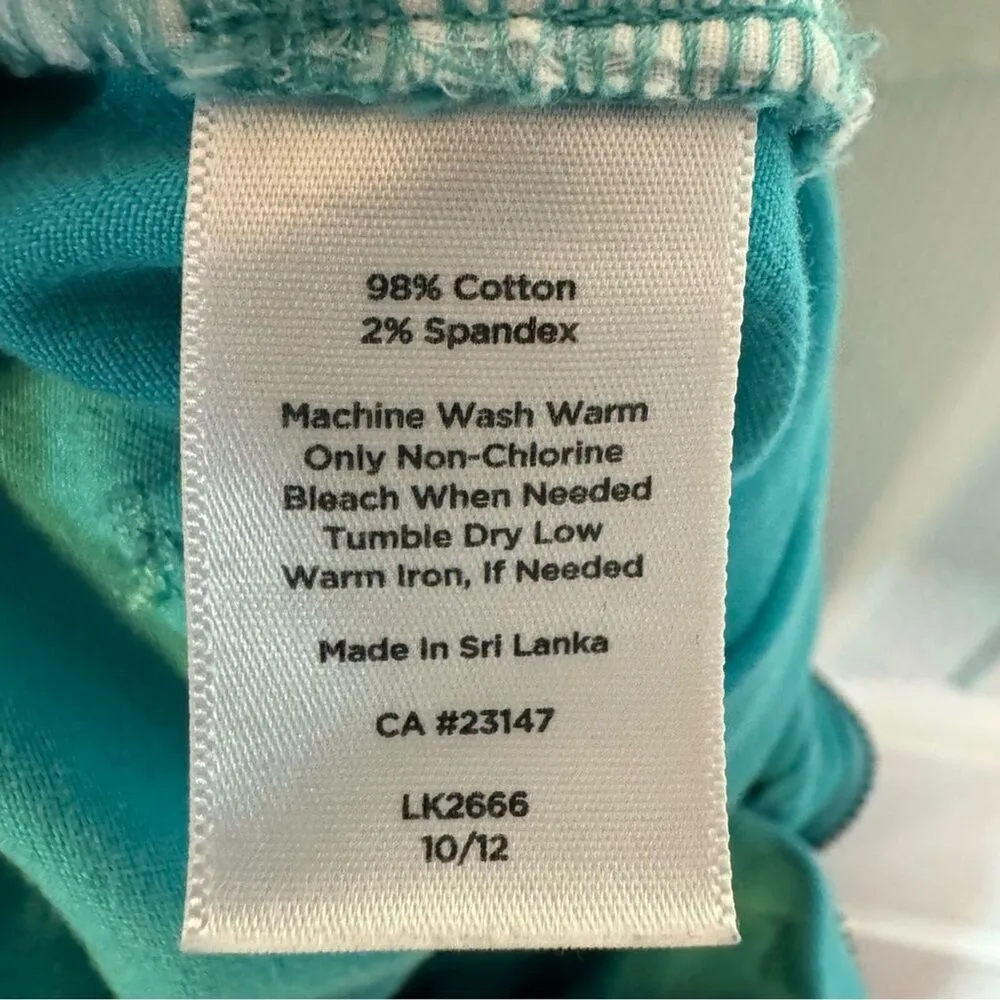 98% Cotton
2% Spandex
Machine Wash Warm
Only Non-Chlorine
Bleach When Needed
Tumble Dry Low
Warm Iron, If Needed
Made In Sri Lanka
CA #23147
LK2666
10/12